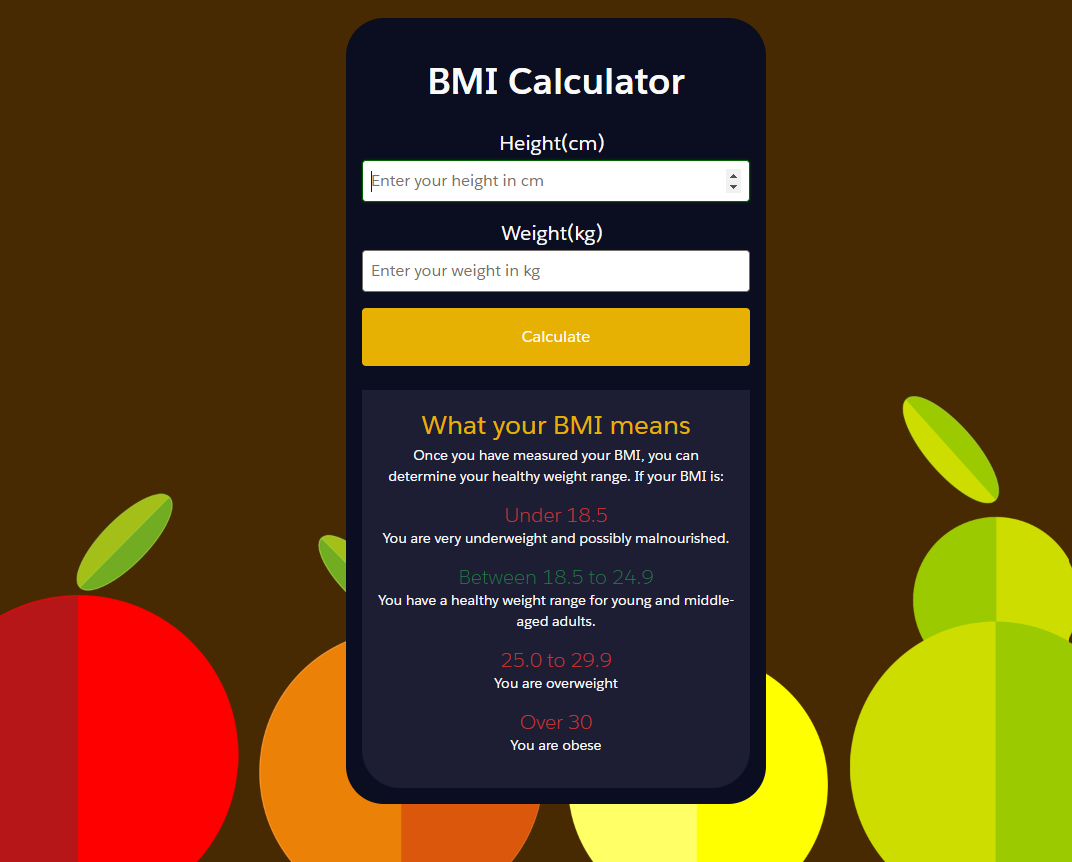 BMI Calculator
Height(cm)
Enter your height in cm
Weight(kg)
Enter your weight in kg
Calculate
What your BMI means
Once you have measured your BMI, you can
determine your healthy weight range. If your BMI is:
Under 18.5
You are very underweight and possibly malnourished.
Between 18.5 to 24.9
You have a healthy weight range for young and middle-
aged adults.
25.0 to 29.9
You are overweight
Over 30
You are obese